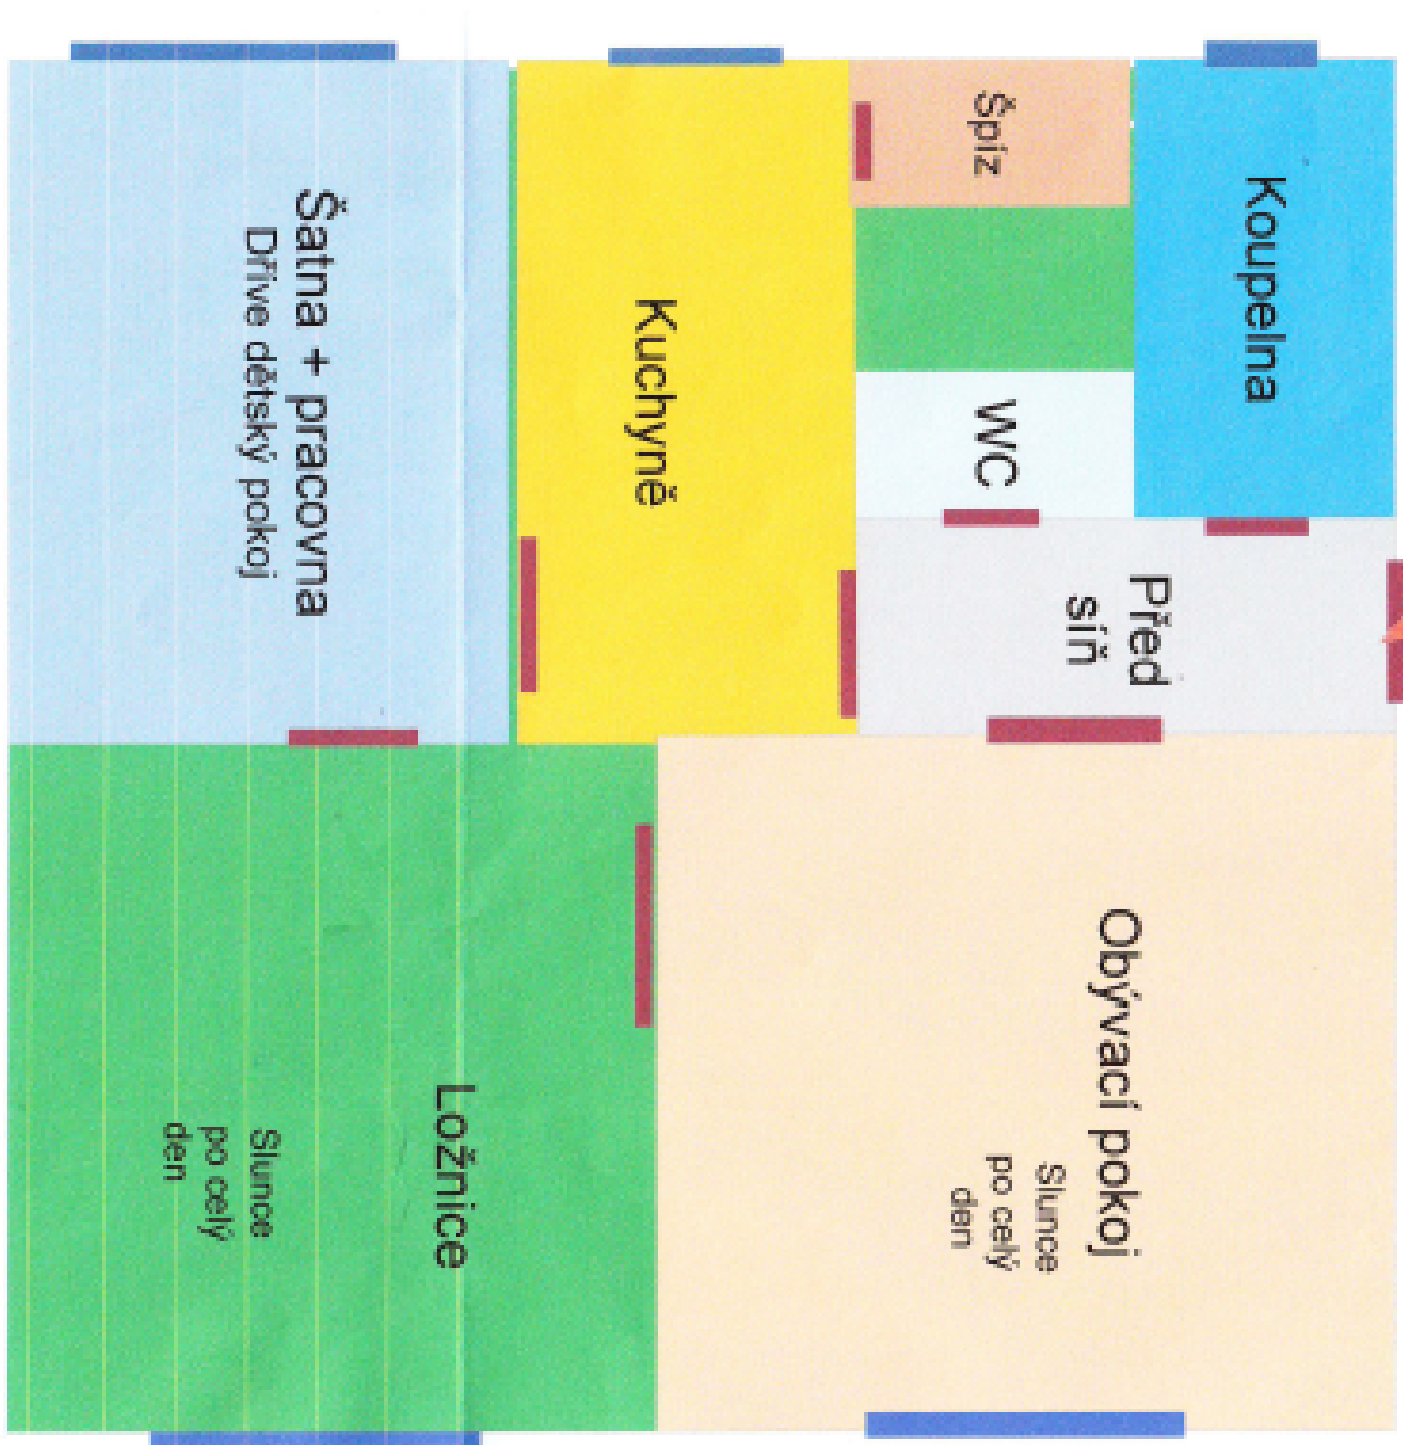 Špíz
Koupelna
Šatna + pracovna
Dříve dětský pokoj
Kuchyně
WC
Před
síň
Obývací pokoj
Slunce
po celý
den
Ložnice
Slunce
po celý
den